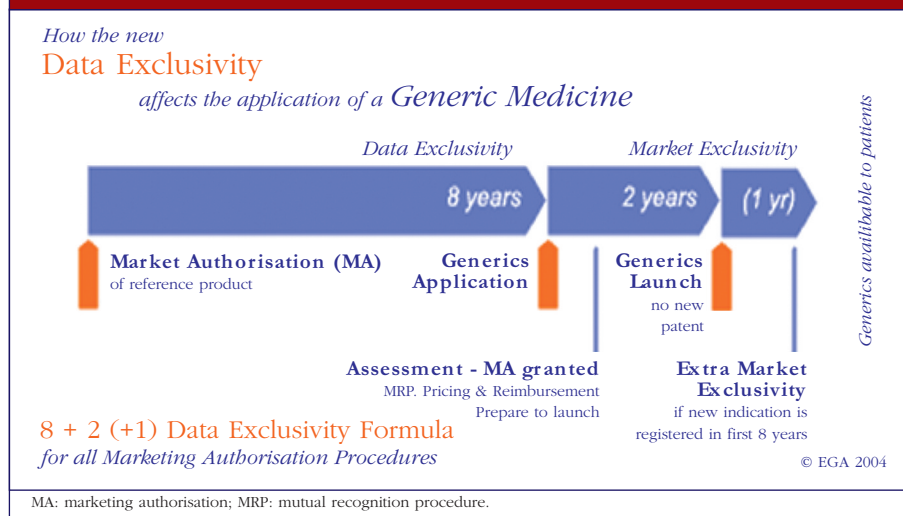 How the new
Data Exclusivity
affects the application of a Generic Medicine
Data Exclusivity
Market Exclusivity
8 years
2 years
(1 yr)
Generics availibable to patients
Market Authorisation (MA)
of reference product
Generics
Application
Generics
Launch
no new
patent
Assessment - MA granted
MRP. Pricing & Reimbursement
Prepare to launch
Extra Market
Exclusivity
if new indication is
registered in first 8 years
8 + 2 (+1) Data Exclusivity Formula
for all Marketing Authorisation Procedures
© EGA 2004
MA: marketing authorisation; MRP: mutual recognition procedure.